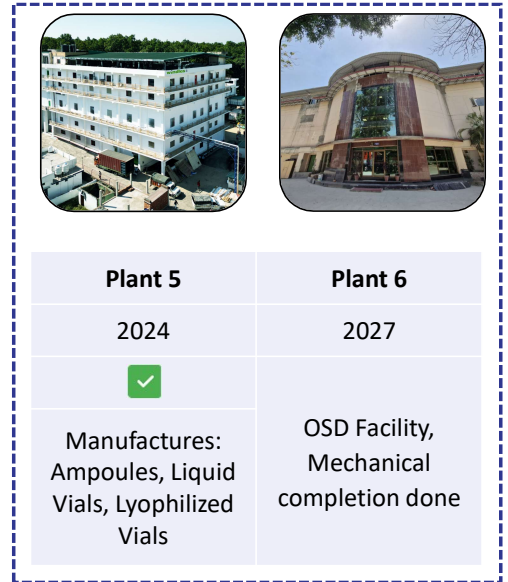 Plant 5
Plant 6
2024
2027
Manufactures:
Ampoules, Liquid
Vials, Lyophilized
Vials
OSD Facility,
Mechanical
completion done